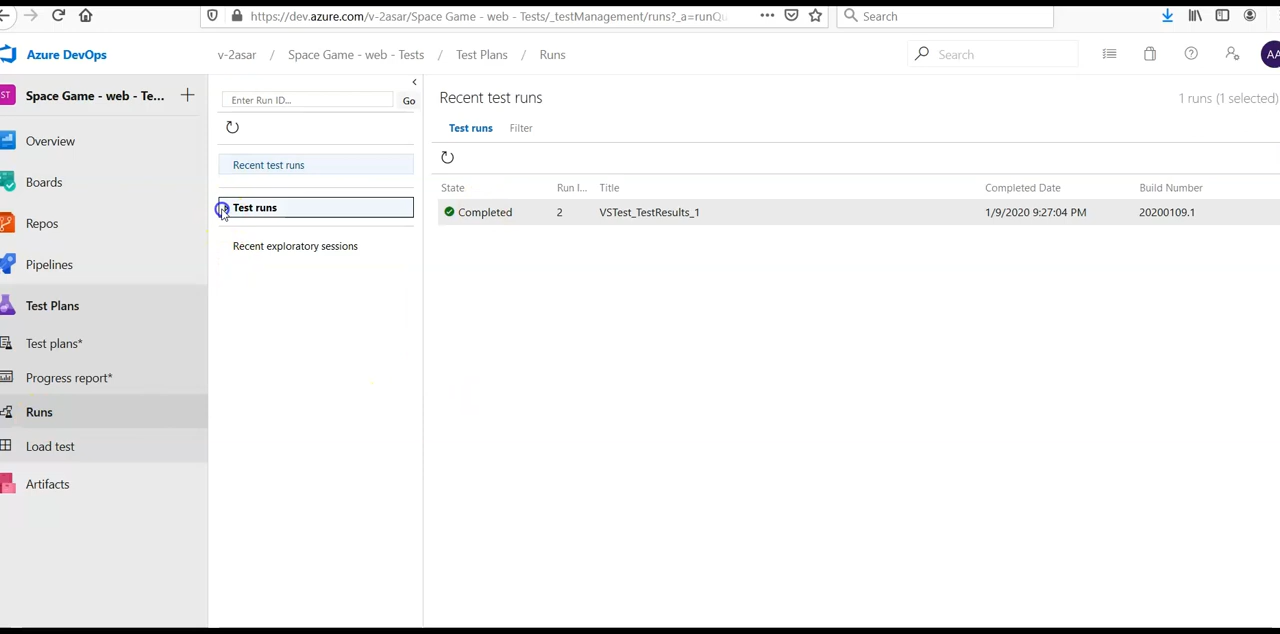 https://dev.azure.com/v-2asar/Space Game - web - Tests/_testManagement/runs?_a=runQu
Search
Azure DevOps
v-2asar / Space Game - web - Tests / Test Plans / Runs
Search
AA
ST
Space Game - web - Te...
Overview
Boards
Repos
Pipelines
Test Plans
Test plans*
Progress report*
Runs
Load test
Artifacts
Enter Run ID...
Go
Recent test runs
Test runs
Recent exploratory sessions
Recent test runs
1 runs (1 selected)
Test runs Filter
State Run I... Title Completed Date Build Number
Completed 2 VSTest_TestResults_1 1/9/2020 9:27:04 PM 20200109.1